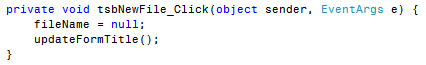 private void tsbNewFile_Click(object sender, EventArgs e) {
    fileName = null;
    updateFormTitle();
}